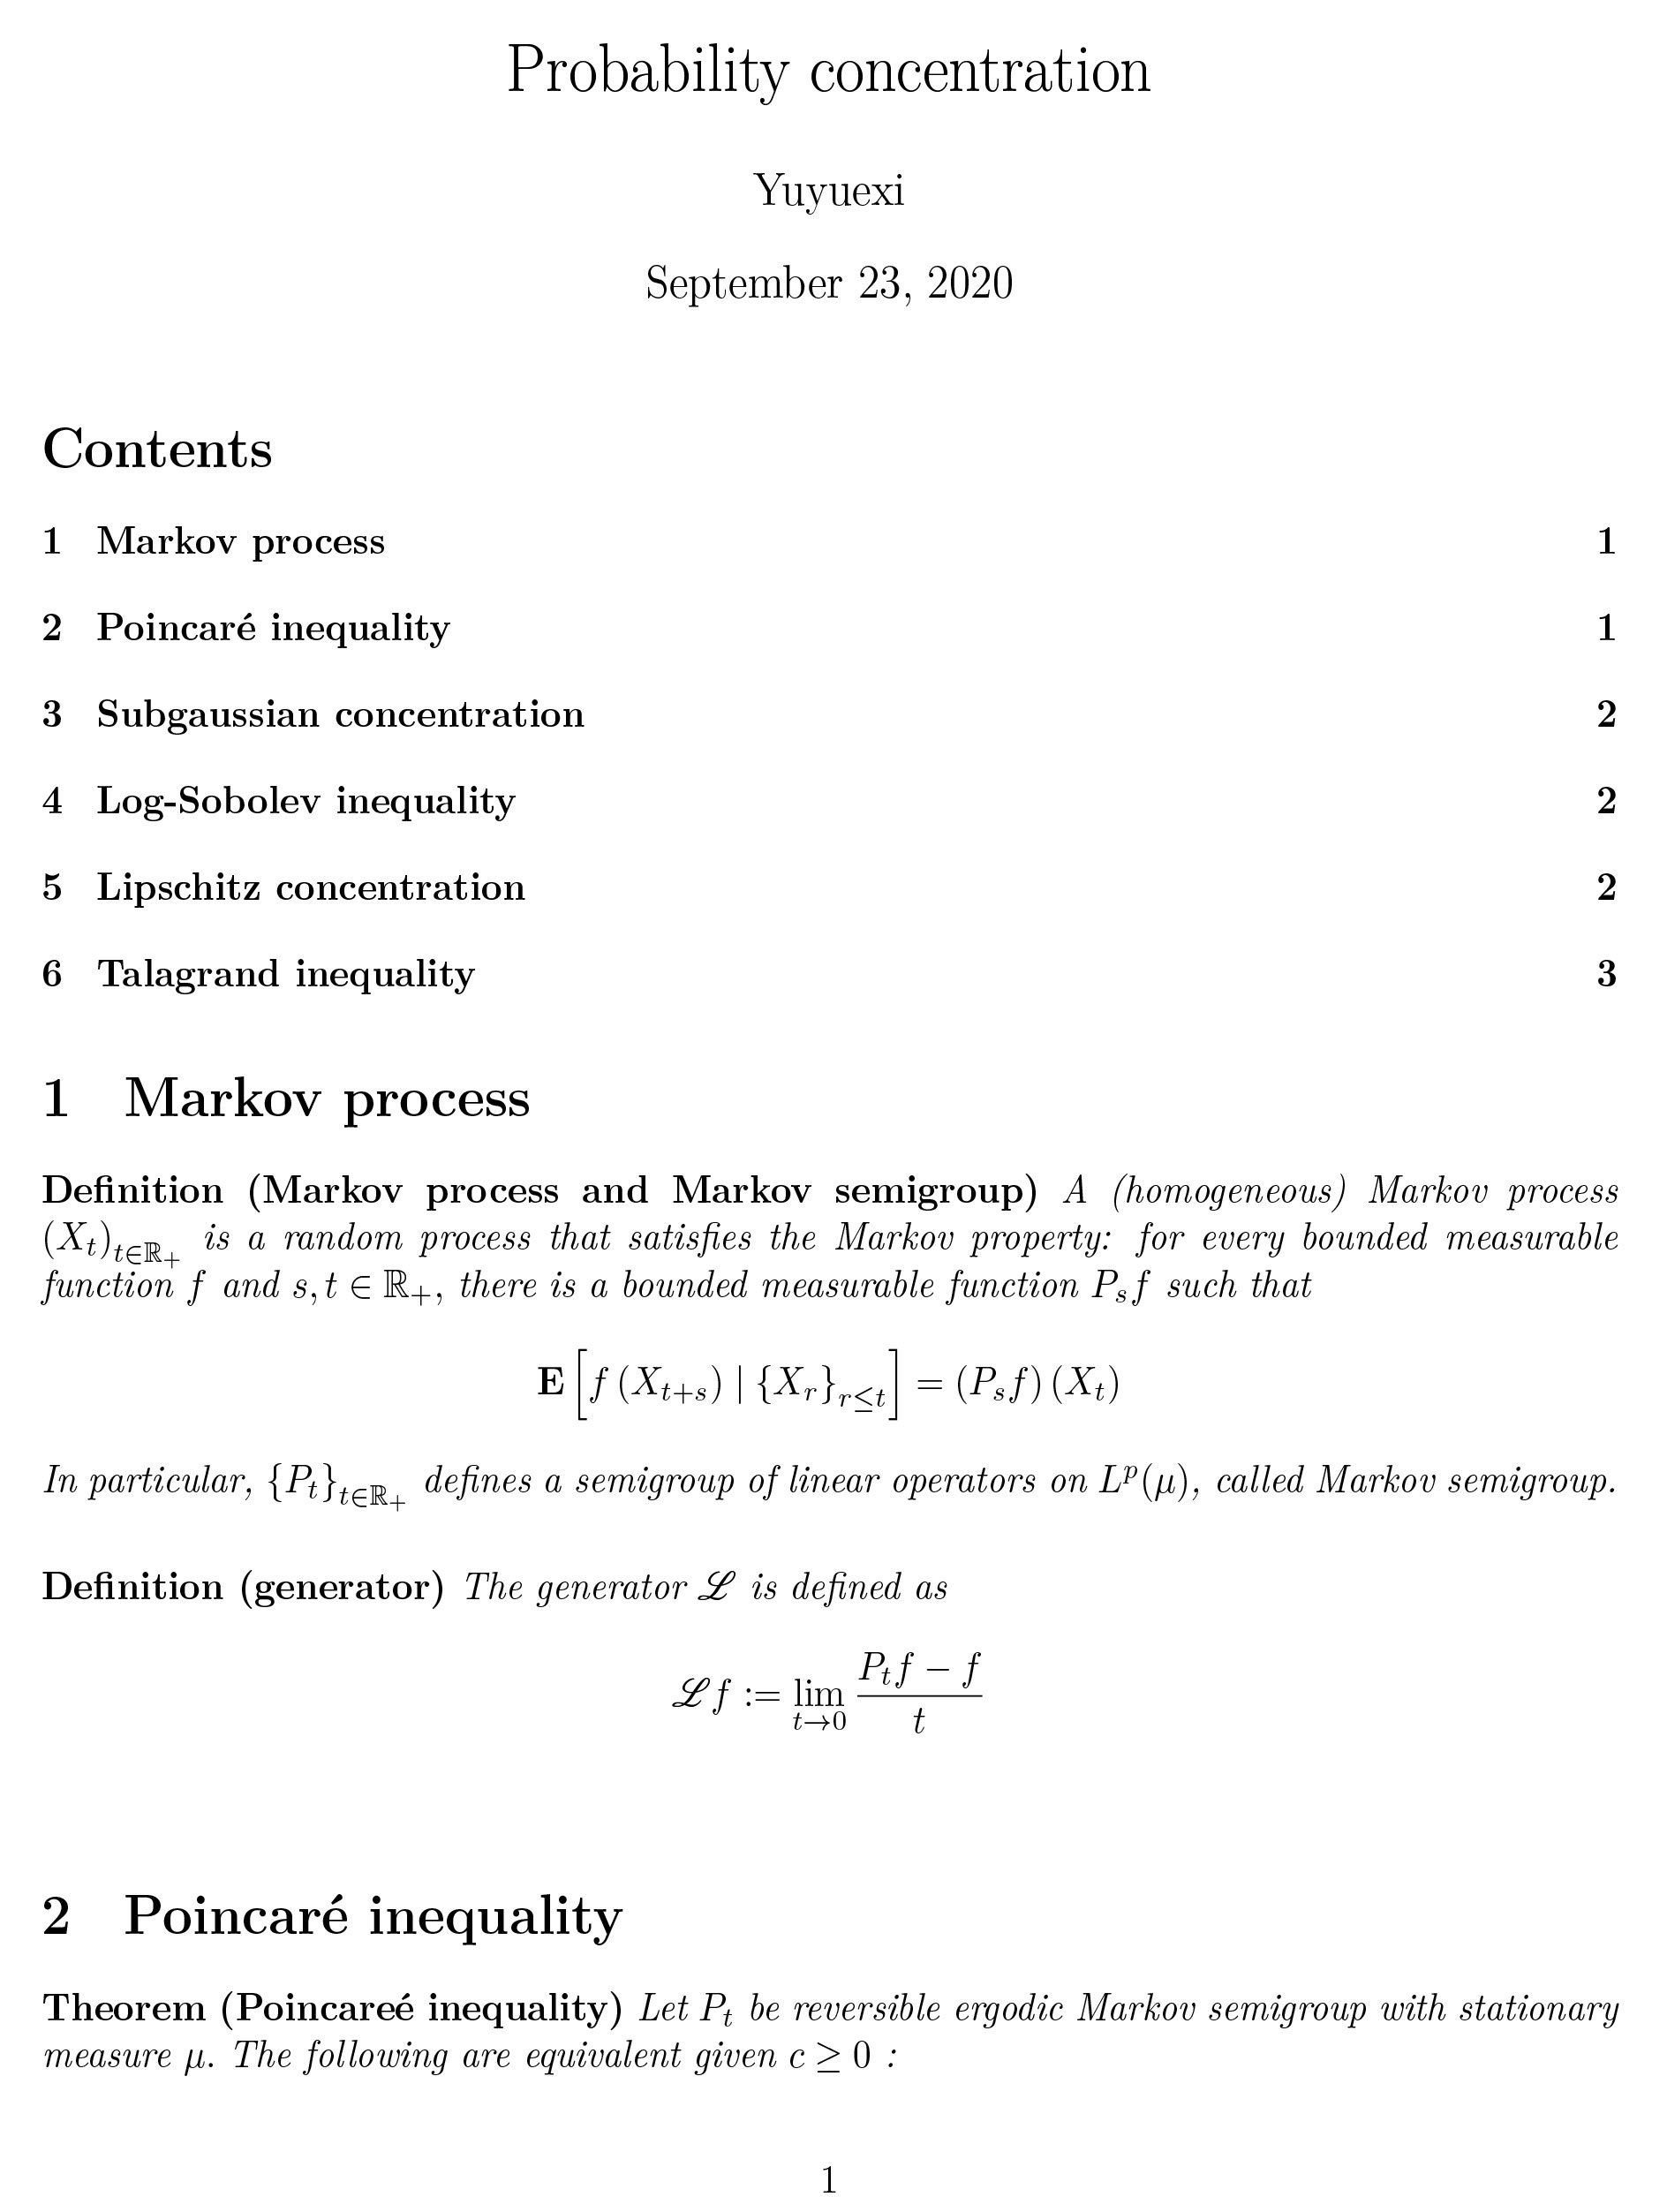 Probability concentration
Yuyuexi
September 23, 2020
Contents
1 Markov process 1
2 Poincaré inequality 1
3 Subgaussian concentration 2
4 Log-Sobolev inequality 2
5 Lipschitz concentration 2
6 Talagrand inequality 3
1 Markov process
Definition (Markov process and Markov semigroup) A (homogeneous) Markov process
$(X_t)_{t\in\mathbb{R}_+}$ is a random process that satisfies the Markov property: for every bounded measurable
function $f$ and $s, t \in \mathbb{R}_+$, there is a bounded measurable function $P_s f$ such that
$\mathbf{E}\left[f\left(X_{t+s}\right) \mid \{X_r\}_{r\leq t}\right] = (P_s f)(X_t)$
In particular, $\{P_t\}_{t\in\mathbb{R}_+}$ defines a semigroup of linear operators on $L^p(\mu)$, called Markov semigroup.
Definition (generator) The generator $\mathscr{L}$ is defined as
$\mathscr{L}f := \lim_{t\to 0} \frac{P_t f - f}{t}$
2 Poincaré inequality
Theorem (Poincareé inequality) Let $P_t$ be reversible ergodic Markov semigroup with stationary
measure $\mu$. The following are equivalent given $c \geq 0$ :
1